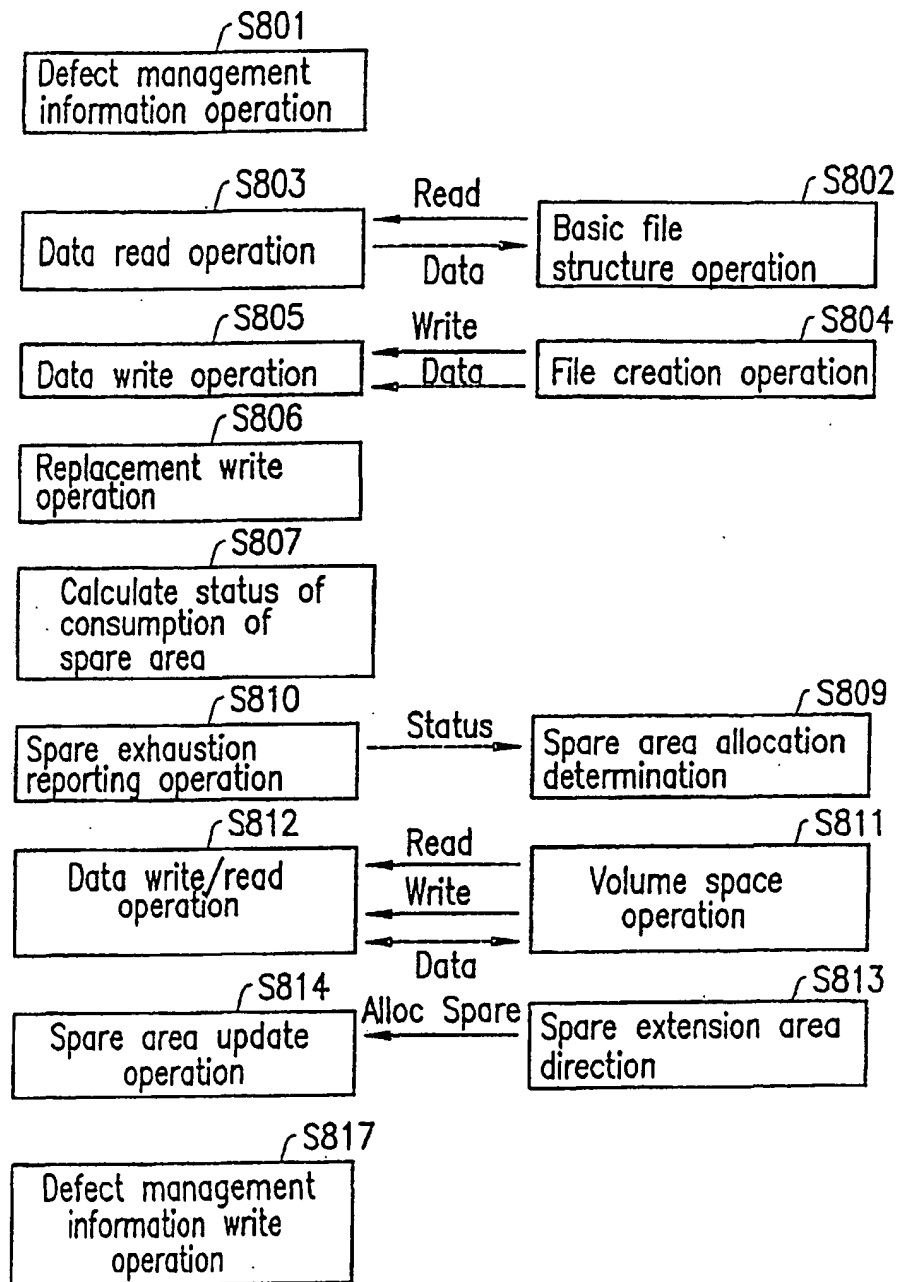 S801
Defect management
information operation
S803
Read
S802
Data read operation
Data
Basic file
structure operation
S805
Write
S804
Data write operation
Data
File creation operation
S806
Replacement write
operation
S807
Calculate status of
consumption of
spare area
S810
Status
S809
Spare exhaustion
reporting operation
Spare area allocation
determination
S812
Read
S811
Data write/read
operation
Write
Volume space
operation
Data
S814
Alloc Spare
S813
Spare area update
operation
Spare extension area
direction
S817
Defect management
information write
operation